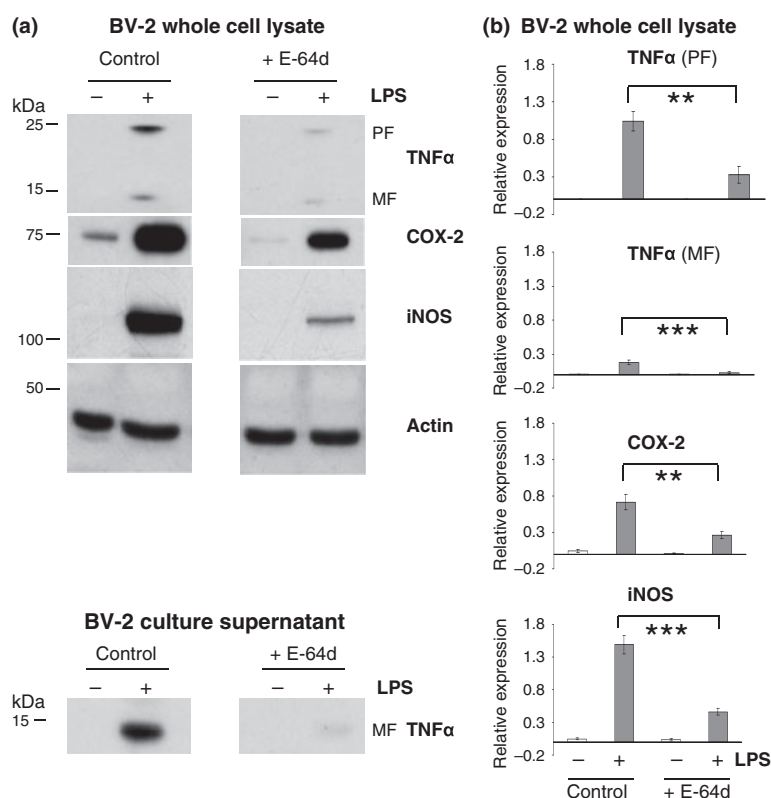 (a) BV-2 whole cell lysate
Control + E-64d
kDa – + – + LPS
25
PF
TNFα
15
MF
75
COX-2
iNOS
100
50
Actin
BV-2 culture supernatant
Control + E-64d
kDa – + – + LPS
15
MF TNFα
(b) BV-2 whole cell lysate
TNFα (PF)
Relative expression
1.8
1.3
0.8
0.3
–0.2
**
TNFα (MF)
Relative expression
1.8
1.3
0.8
0.3
–0.2
***
COX-2
Relative expression
1.8
1.3
0.8
0.3
–0.2
**
iNOS
Relative expression
1.8
1.3
0.8
0.3
–0.2
***
– + – + LPS
Control + E-64d